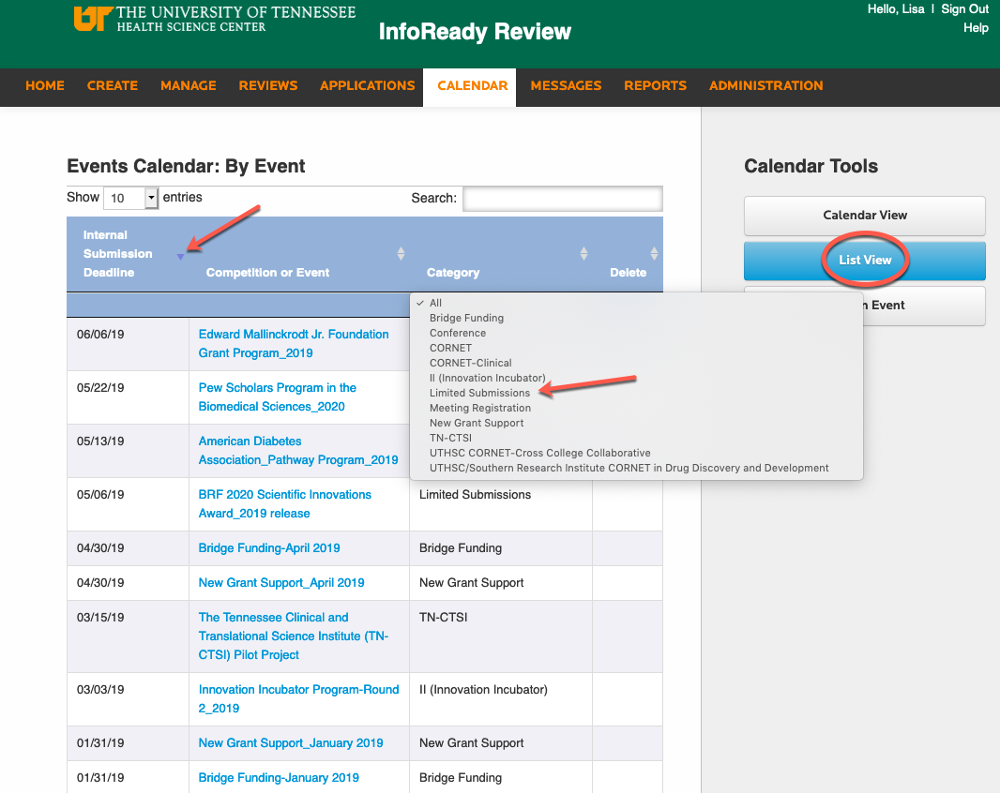 UT THE UNIVERSITY OF TENNESSEE
HEALTH SCIENCE CENTER
InfoReady Review
Hello, Lisa | Sign Out
Help
HOME CREATE MANAGE REVIEWS APPLICATIONS CALENDAR MESSAGES REPORTS ADMINISTRATION
Events Calendar: By Event
Show 10 entries
Search:
Internal
Submission
Deadline
Competition or Event
Category
Delete
✓ All
Bridge Funding
Conference
CORNET
CORNET-Clinical
II (Innovation Incubator)
Limited Submissions
Meeting Registration
New Grant Support
TN-CTSI
UTHSC CORNET-Cross College Collaborative
UTHSC/Southern Research Institute CORNET in Drug Discovery and Development
06/06/19 Edward Mallinckrodt Jr. Foundation
Grant Program_2019
05/22/19 Pew Scholars Program in the
Biomedical Sciences_2020
05/13/19 American Diabetes
Association_Pathway Program_2019
05/06/19 BRF 2020 Scientific Innovations Limited Submissions
Award_2019 release
04/30/19 Bridge Funding-April 2019 Bridge Funding
04/30/19 New Grant Support_April 2019 New Grant Support
03/15/19 The Tennessee Clinical and TN-CTSI
Translational Science Institute (TN-
CTSI) Pilot Project
03/03/19 Innovation Incubator Program-Round II (Innovation Incubator)
2_2019
01/31/19 New Grant Support_January 2019 New Grant Support
01/31/19 Bridge Funding-January 2019 Bridge Funding
Calendar Tools
Calendar View
List View
Event